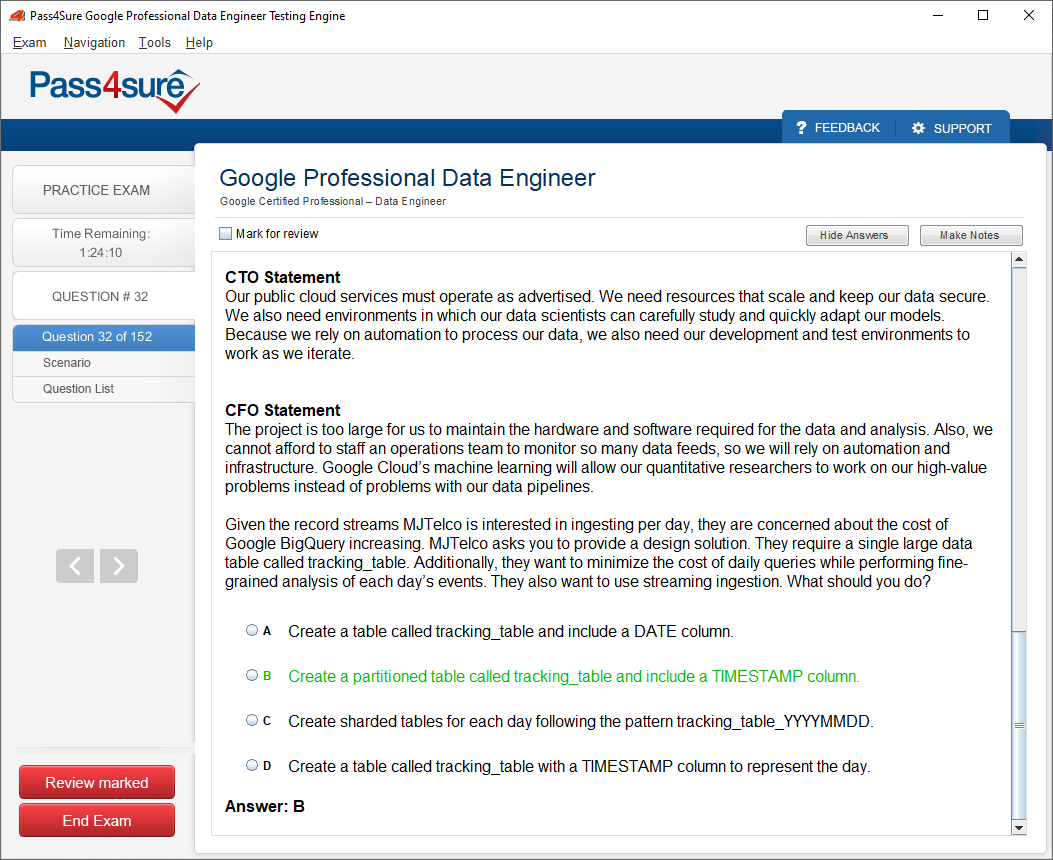 Pass4Sure Google Professional Data Engineer Testing Engine
Exam Navigation Tools Help
Pass4sure
? FEEDBACK SUPPORT
PRACTICE EXAM
Time Remaining:
1:24:10
QUESTION # 32
Question 32 of 152
Scenario
Question List
Review marked
End Exam
Google Professional Data Engineer
Google Certified Professional – Data Engineer
Mark for review
Hide Answers Make Notes
CTO Statement
Our public cloud services must operate as advertised. We need resources that scale and keep our data secure.
We also need environments in which our data scientists can carefully study and quickly adapt our models.
Because we rely on automation to process our data, we also need our development and test environments to
work as we iterate.
CFO Statement
The project is too large for us to maintain the hardware and software required for the data and analysis. Also, we
cannot afford to staff an operations team to monitor so many data feeds, so we will rely on automation and
infrastructure. Google Cloud’s machine learning will allow our quantitative researchers to work on our high-value
problems instead of problems with our data pipelines.
Given the record streams MJTelco is interested in ingesting per day, they are concerned about the cost of
Google BigQuery increasing. MJTelco asks you to provide a design solution. They require a single large data
table called tracking_table. Additionally, they want to minimize the cost of daily queries while performing fine-
grained analysis of each day’s events. They also want to use streaming ingestion. What should you do?
A Create a table called tracking_table and include a DATE column.
B Create a partitioned table called tracking_table and include a TIMESTAMP column.
C Create sharded tables for each day following the pattern tracking_table_YYYYMMDD.
D Create a table called tracking_table with a TIMESTAMP column to represent the day.
Answer: B